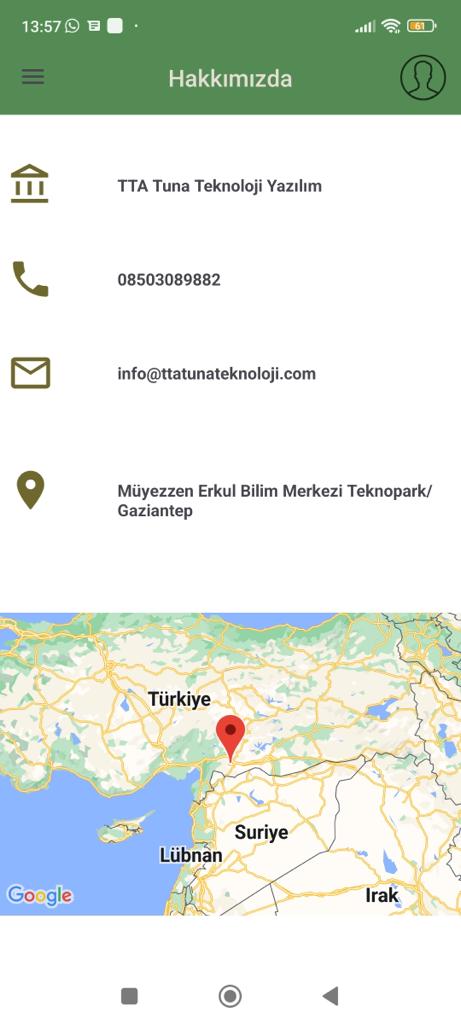 13:57
61
Hakkımızda
TTA Tuna Teknoloji Yazılım
08503089882
info@ttatunateknoloji.com
Müyezzen Erkul Bilim Merkezi Teknopark/
Gaziantep
Türkiye
Suriye
Lübnan
Irak
Google